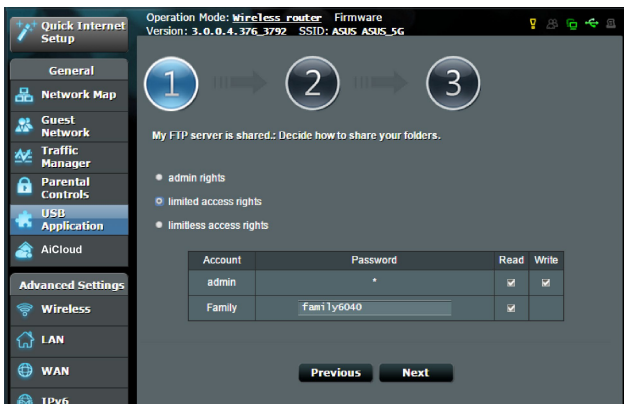 Quick Internet
Setup
General
Network Map
Guest
Network
Traffic
Manager
Parental
Controls
USB
Application
AiCloud
Advanced Settings
Wireless
LAN
WAN
IPv6
Operation Mode: Wireless router Firmware
Version: 3.0.0.4.376_3792 SSID: ASUS ASUS_5G
1 2 3
My FTP server is shared.: Decide how to share your folders.
admin rights
limited access rights
limitless access rights
Account Password Read Write
admin *
Family family6040
Previous Next